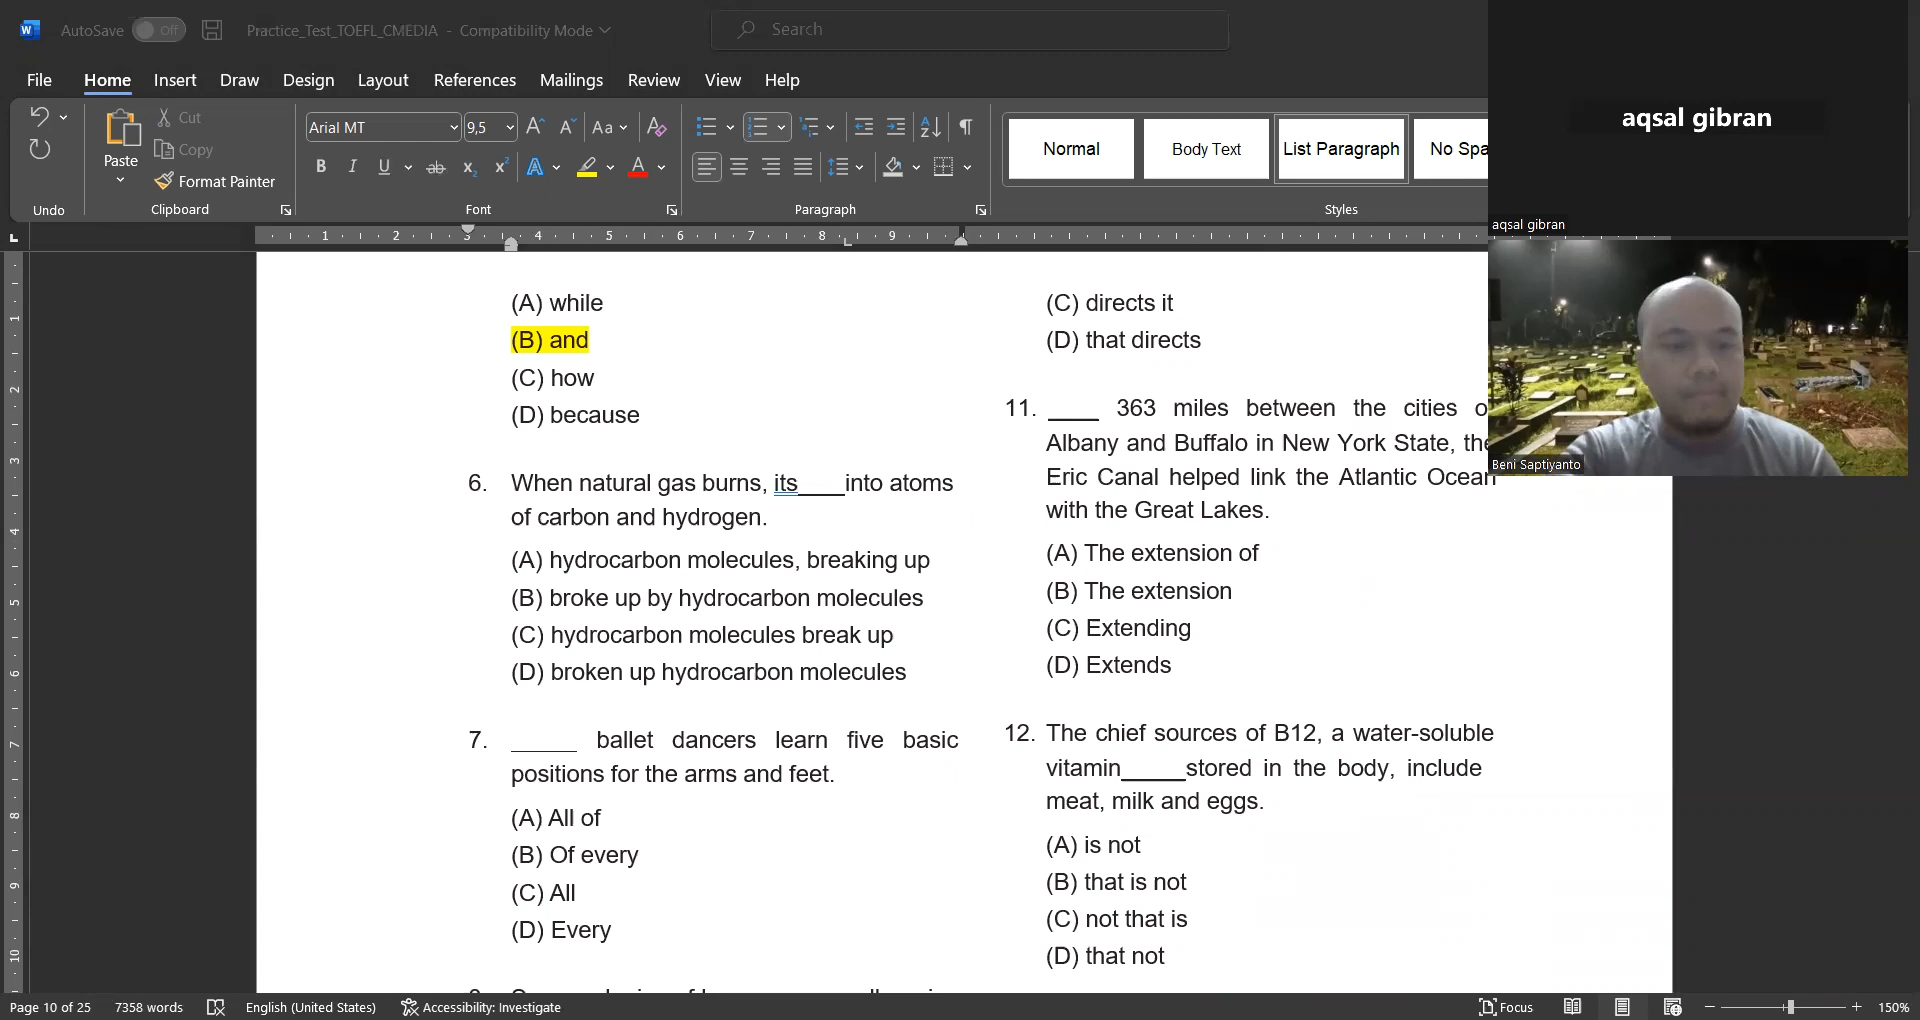 AutoSave Off Practice_Test_TOEFL_CMEDIA - Compatibility Mode Search
File Home Insert Draw Design Layout References Mailings Review View Help
Paste Cut Copy Format Painter
Arial MT 9,5
Normal Body Text List Paragraph No Spa
Undo Clipboard Font Paragraph Styles
aqsal gibran
aqsal gibran
Beni Saptiyanto
(A) while
(B) and
(C) how
(D) because
6. When natural gas burns, its____into atoms
of carbon and hydrogen.
(A) hydrocarbon molecules, breaking up
(B) broke up by hydrocarbon molecules
(C) hydrocarbon molecules break up
(D) broken up hydrocarbon molecules
7. _____ ballet dancers learn five basic
positions for the arms and feet.
(A) All of
(B) Of every
(C) All
(D) Every
(C) directs it
(D) that directs
11. ____ 363 miles between the cities o
Albany and Buffalo in New York State, the
Eric Canal helped link the Atlantic Ocean
with the Great Lakes.
(A) The extension of
(B) The extension
(C) Extending
(D) Extends
12. The chief sources of B12, a water-soluble
vitamin_____stored in the body, include
meat, milk and eggs.
(A) is not
(B) that is not
(C) not that is
(D) that not
Page 10 of 25 7358 words English (United States) Accessibility: Investigate Focus 150%